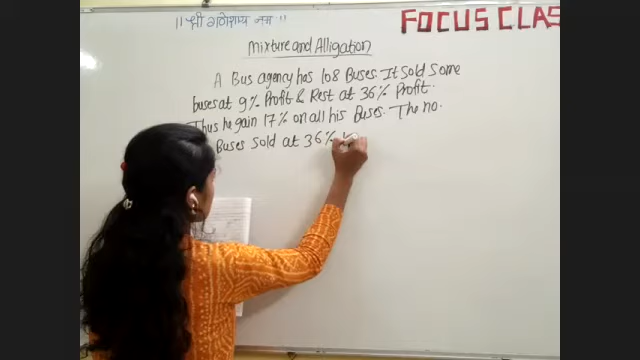 ॥ श्री गणेशाय नमः ॥
FOCUS CLAS
Mixture and Alligation
A Bus agency has 108 Buses. It Sold Some
buses at 9% Profit & Rest at 36% Profit.
Thus he gain 17% on all his Buses. The no.
Buses Sold at 36%